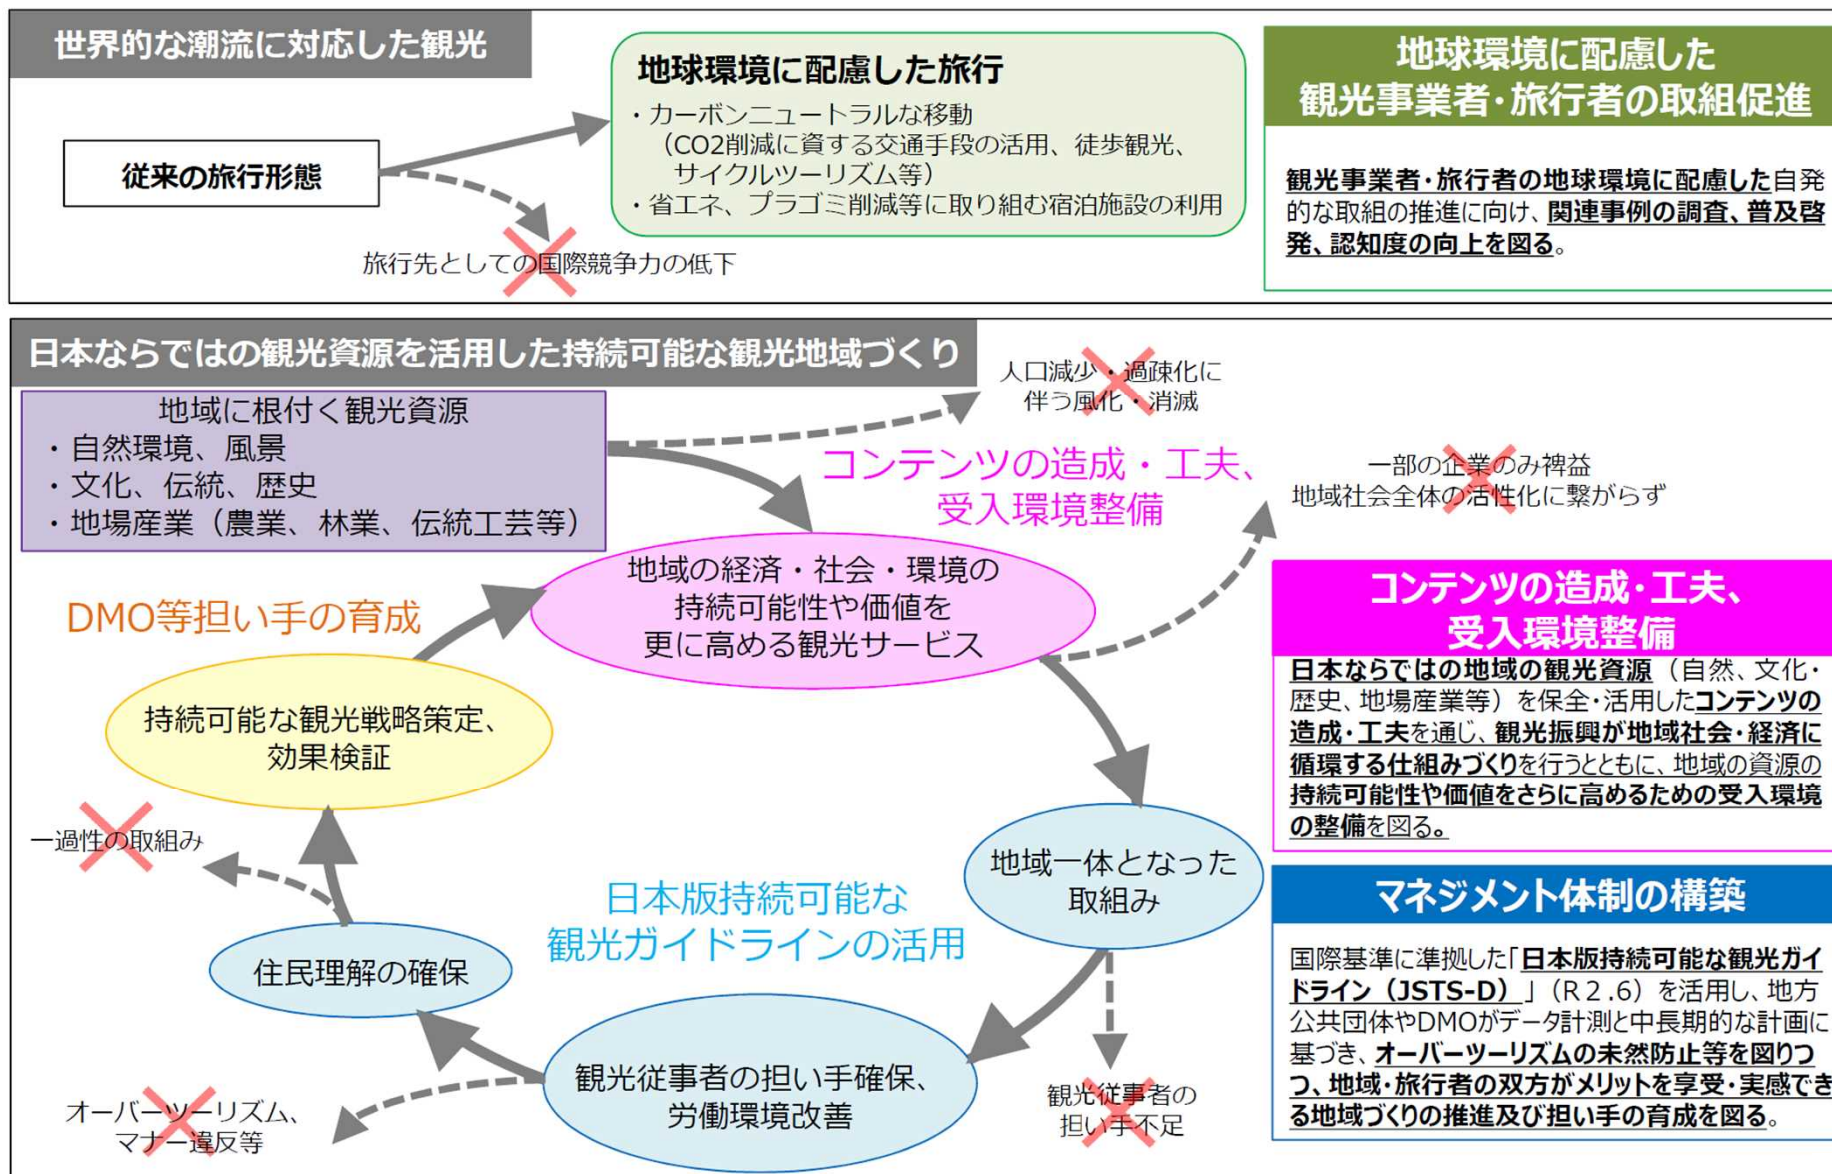 世界的な潮流に対応した観光
従来の旅行形態
旅行先としての国際競争力の低下
地球環境に配慮した旅行
・カーボンニュートラルな移動
（CO2削減に資する交通手段の活用、徒歩観光、
サイクルツーリズム等）
・省エネ、プラゴミ削減等に取り組む宿泊施設の利用
地球環境に配慮した
観光事業者・旅行者の取組促進
観光事業者・旅行者の地球環境に配慮した自発
的な取組の推進に向け、関連事例の調査、普及啓
発、認知度の向上を図る。
日本ならではの観光資源を活用した持続可能な観光地域づくり
地域に根付く観光資源
・自然環境、風景
・文化、伝統、歴史
・地場産業（農業、林業、伝統工芸等）
人口減少・過疎化に
伴う風化・消滅
コンテンツの造成・工夫、
受入環境整備
一部の企業のみ裨益
地域社会全体の活性化に繋がらず
地域の経済・社会・環境の
持続可能性や価値を
更に高める観光サービス
DMO等担い手の育成
持続可能な観光戦略策定、
効果検証
一過性の取組み
地域一体となった
取組み
日本版持続可能な
観光ガイドラインの活用
住民理解の確保
観光従事者の担い手確保、
労働環境改善
観光従事者の
担い手不足
オーバーツーリズム、
マナー違反等
コンテンツの造成・工夫、
受入環境整備
日本ならではの地域の観光資源（自然、文化・
歴史、地場産業等）を保全・活用したコンテンツの
造成・工夫を通じ、観光振興が地域社会・経済に
循環する仕組みづくりを行うとともに、地域の資源の
持続可能性や価値をさらに高めるための受入環境
の整備を図る。
マネジメント体制の構築
国際基準に準拠した「日本版持続可能な観光ガイ
ドライン（JSTS-D）」（R２.６）を活用し、地方
公共団体やDMOがデータ計測と中長期的な計画に
基づき、オーバーツーリズムの未然防止等を図りつ
つ、地域・旅行者の双方がメリットを享受・実感でき
る地域づくりの推進及び担い手の育成を図る。